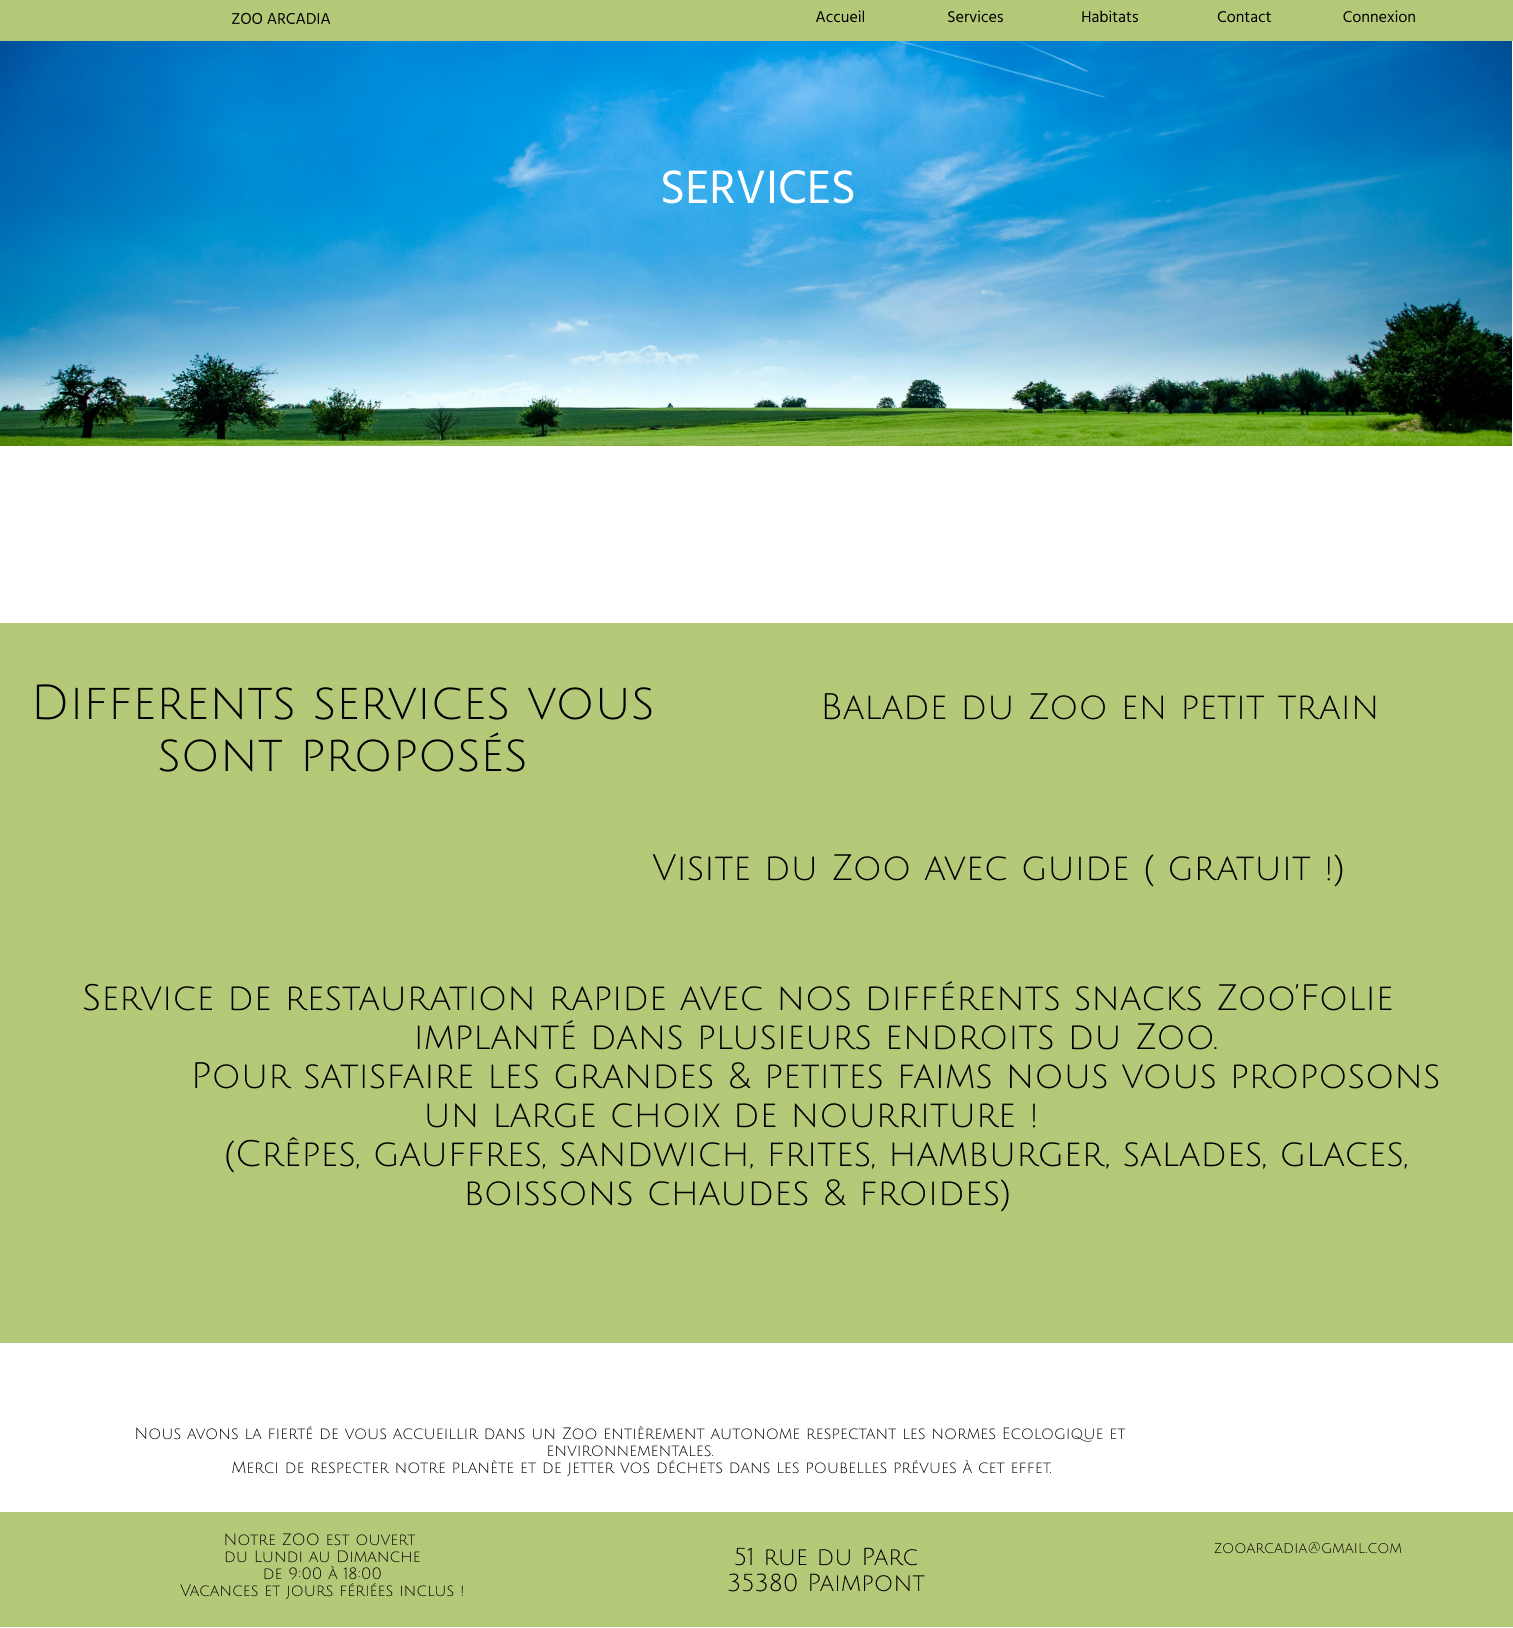 ZOO ARCADIA
Accueil
Services
Habitats
Contact
Connexion
SERVICES
Differents services vous
sont proposés
Balade du Zoo en petit train
Visite du Zoo avec guide ( gratuit !)
Service de restauration rapide avec nos différents snacks Zoo'Folie
implanté dans plusieurs endroits du Zoo.
Pour satisfaire les grandes & petites faims nous vous proposons
un large choix de nourriture !
(Crêpes, gauffres, sandwich, frites, hamburger, salades, glaces,
boissons chaudes & froides)
Nous avons la fierté de vous accueillir dans un Zoo entièrement autonome respectant les normes Ecologique et
environnementales.
Merci de respecter notre planète et de jetter vos déchets dans les poubelles prévues à cet effet.
Notre ZOO est ouvert
du Lundi au Dimanche
de 9:00 à 18:00
Vacances et jours fériées inclus !
51 rue du Parc
35380 Paimpont
zooarcadia@gmail.com